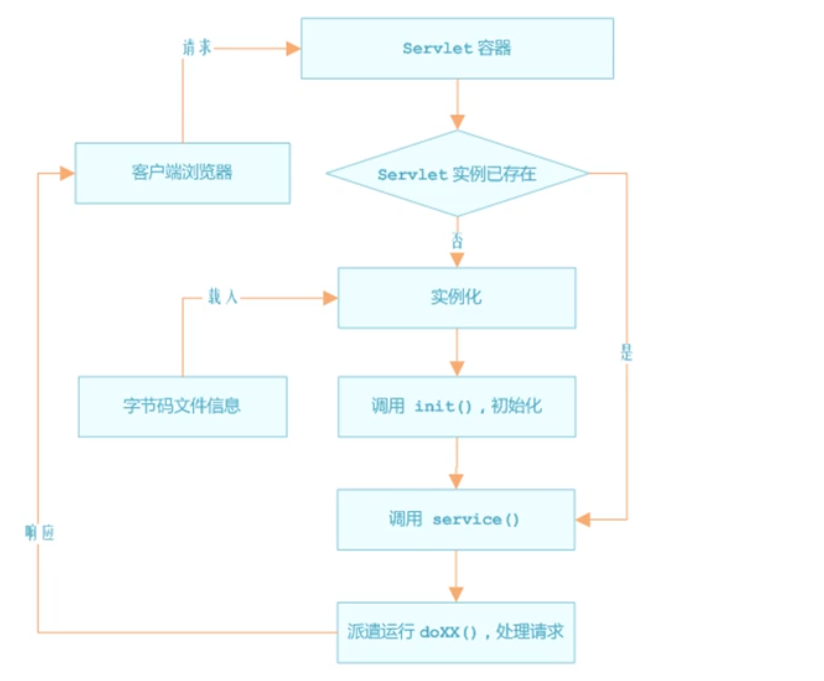 请求
Servlet 容器
客户端浏览器
Servlet 实例已存在
否
载入
实例化
是
字节码文件信息
调用 init() , 初始化
调用 service()
响应
派遣运行 doXX() , 处理请求